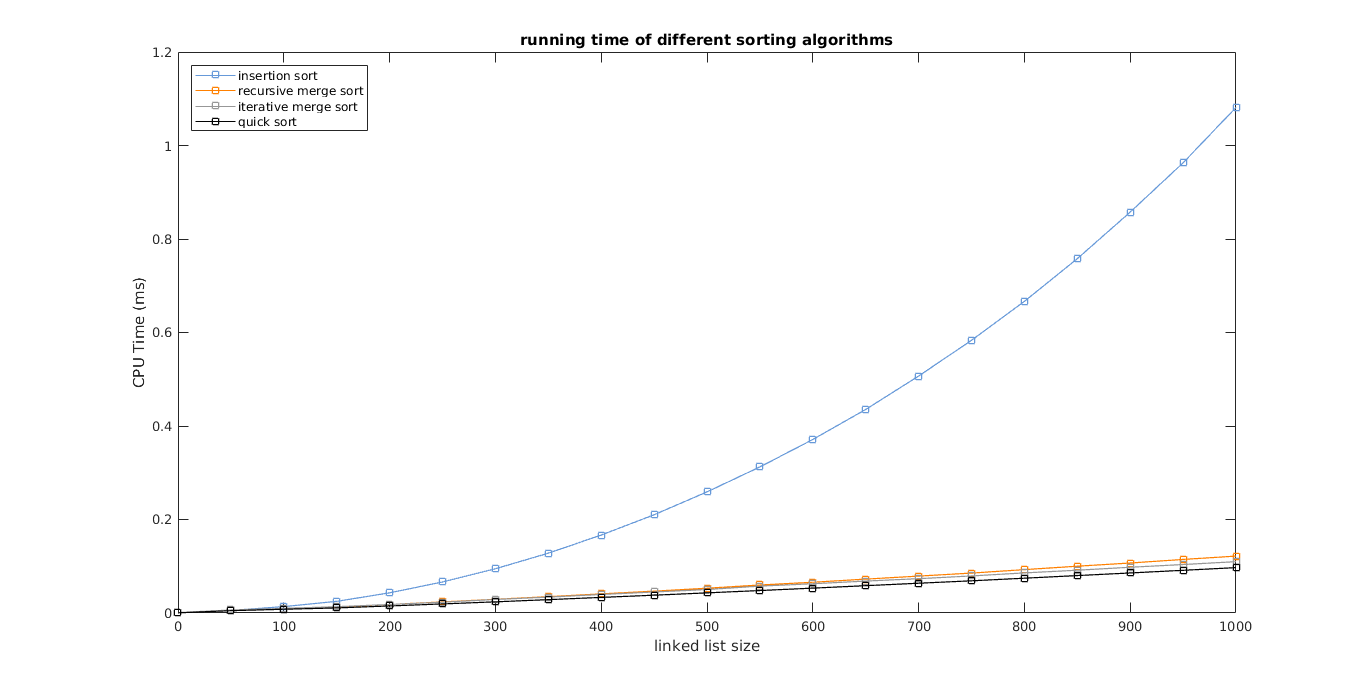 running time of different sorting algorithms
1.2
1
0.8
0.6
0.4
0.2
0
CPU Time (ms)
insertion sort
recursive merge sort
iterative merge sort
quick sort
0 100 200 300 400 500 600 700 800 900 1000
linked list size